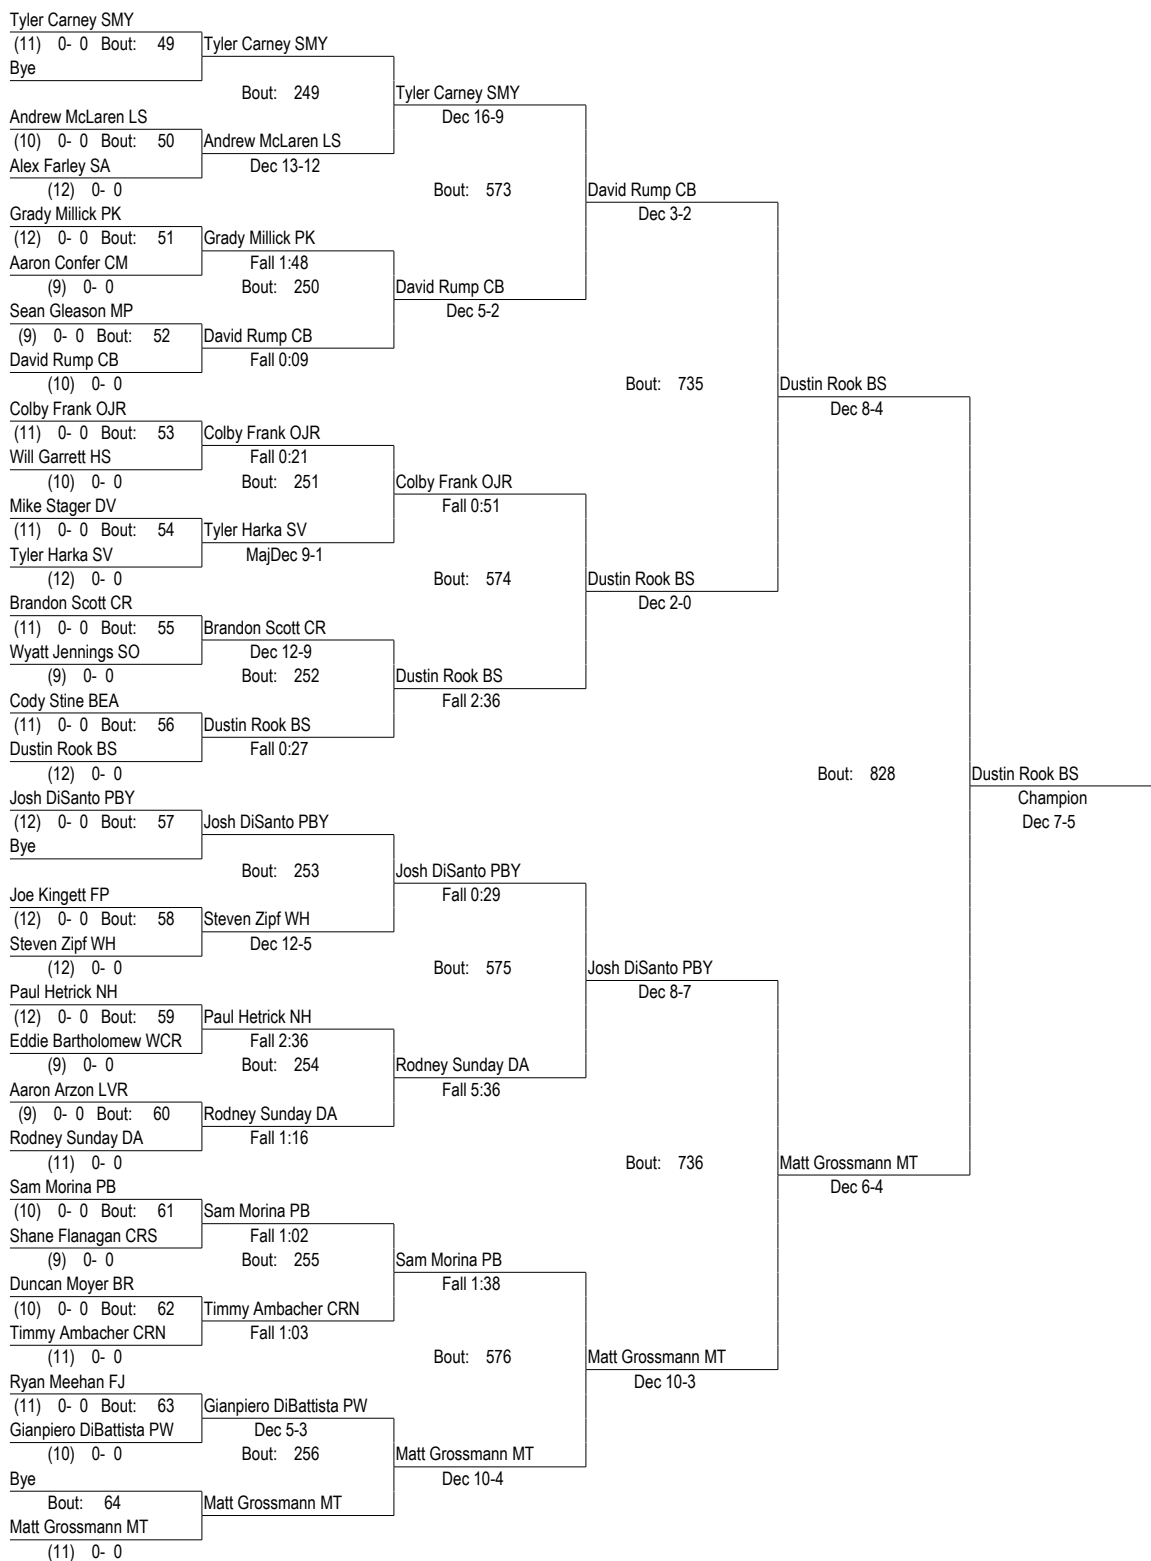 Tyler Carney SMY
(11) 0- 0 Bout: 49 Tyler Carney SMY
Bye
Bout: 249 Tyler Carney SMY
Andrew McLaren LS Dec 16-9
(10) 0- 0 Bout: 50 Andrew McLaren LS
Alex Farley SA Dec 13-12
(12) 0- 0 Bout: 573 David Rump CB
Grady Millick PK Dec 3-2
(12) 0- 0 Bout: 51 Grady Millick PK
Aaron Confer CM Fall 1:48
(9) 0- 0 Bout: 250 David Rump CB
Sean Gleason MP Dec 5-2
(9) 0- 0 Bout: 52 David Rump CB
David Rump CB Fall 0:09
(10) 0- 0 Bout: 735 Dustin Rook BS
Colby Frank OJR Dec 8-4
(11) 0- 0 Bout: 53 Colby Frank OJR
Will Garrett HS Fall 0:21
(10) 0- 0 Bout: 251 Colby Frank OJR
Mike Stager DV Fall 0:51
(11) 0- 0 Bout: 54 Tyler Harka SV
Tyler Harka SV MajDec 9-1
(12) 0- 0 Bout: 574 Dustin Rook BS
Brandon Scott CR Dec 2-0
(11) 0- 0 Bout: 55 Brandon Scott CR
Wyatt Jennings SO Dec 12-9
(9) 0- 0 Bout: 252 Dustin Rook BS
Cody Stine BEA Fall 2:36
(11) 0- 0 Bout: 56 Dustin Rook BS
Dustin Rook BS Fall 0:27
(12) 0- 0 Bout: 828 Dustin Rook BS
Josh DiSanto PBY Champion
(12) 0- 0 Bout: 57 Josh DiSanto PBY Dec 7-5
Bye
Bout: 253 Josh DiSanto PBY
Joe Kingett FP Fall 0:29
(12) 0- 0 Bout: 58 Steven Zipf WH
Steven Zipf WH Dec 12-5
(12) 0- 0 Bout: 575 Josh DiSanto PBY
Paul Hetrick NH Dec 8-7
(12) 0- 0 Bout: 59 Paul Hetrick NH
Eddie Bartholomew WCR Fall 2:36
(9) 0- 0 Bout: 254 Rodney Sunday DA
Aaron Arzon LVR Fall 5:36
(9) 0- 0 Bout: 60 Rodney Sunday DA
Rodney Sunday DA Fall 1:16
(11) 0- 0 Bout: 736 Matt Grossmann MT
Sam Morina PB Dec 6-4
(10) 0- 0 Bout: 61 Sam Morina PB
Shane Flanagan CRS Fall 1:02
(9) 0- 0 Bout: 255 Sam Morina PB
Duncan Moyer BR Fall 1:38
(10) 0- 0 Bout: 62 Timmy Ambacher CRN
Timmy Ambacher CRN Fall 1:03
(11) 0- 0 Bout: 576 Matt Grossmann MT
Ryan Meehan FJ Dec 10-3
(11) 0- 0 Bout: 63 Gianpiero DiBattista PW
Gianpiero DiBattista PW Dec 5-3
(10) 0- 0 Bout: 256 Matt Grossmann MT
Bye Dec 10-4
Bout: 64 Matt Grossmann MT
Matt Grossmann MT
(11) 0- 0